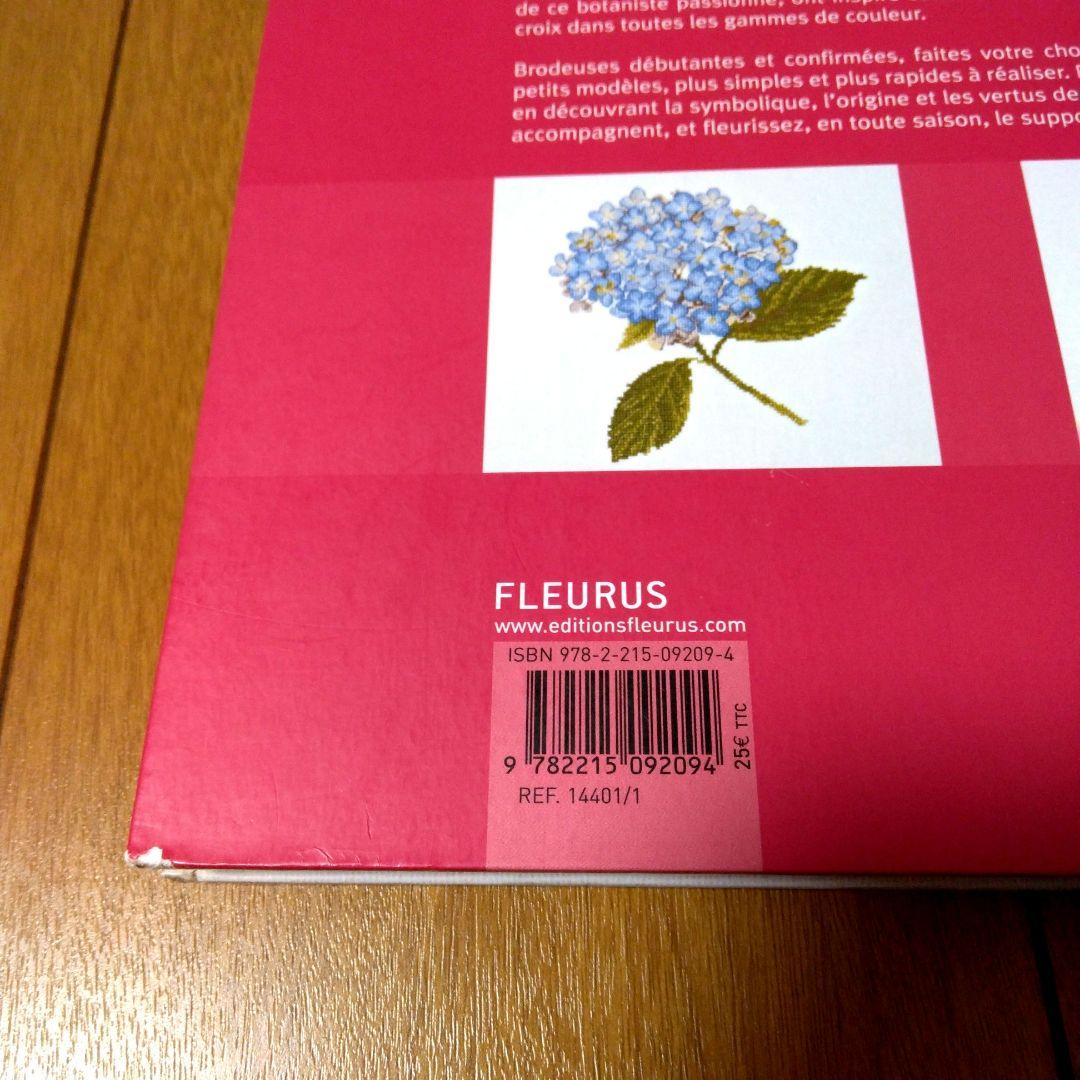 de ce botaniste passionné, ont inspiré
croix dans toutes les gammes de couleur.
Brodeuses débutantes et confirmées, faites votre
petits modèles, plus simples et plus rapides à réaliser.
en découvrant la symbolique, l'origine et les vertus de
accompagnent, et fleurissez, en toute saison, le
FLEURUS
www.editionsfleurus.com
ISBN 978-2-215-09209-4
9 782215 092094
25€ TTC
REF. 14401/1